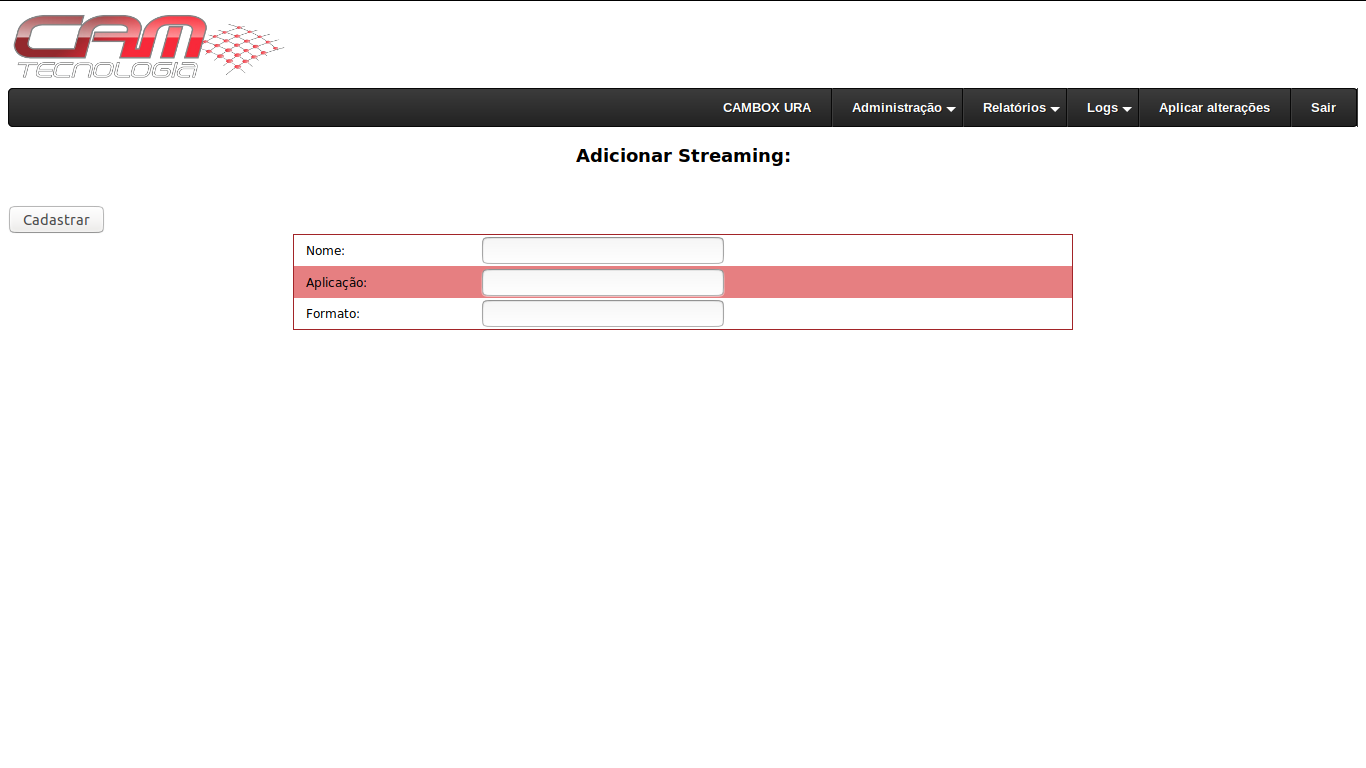 CAM
TECNOLOGIA
CAMBOX URA Administração Relatórios Logs Aplicar alterações Sair
Adicionar Streaming:
Cadastrar
Nome:
Aplicação:
Formato: